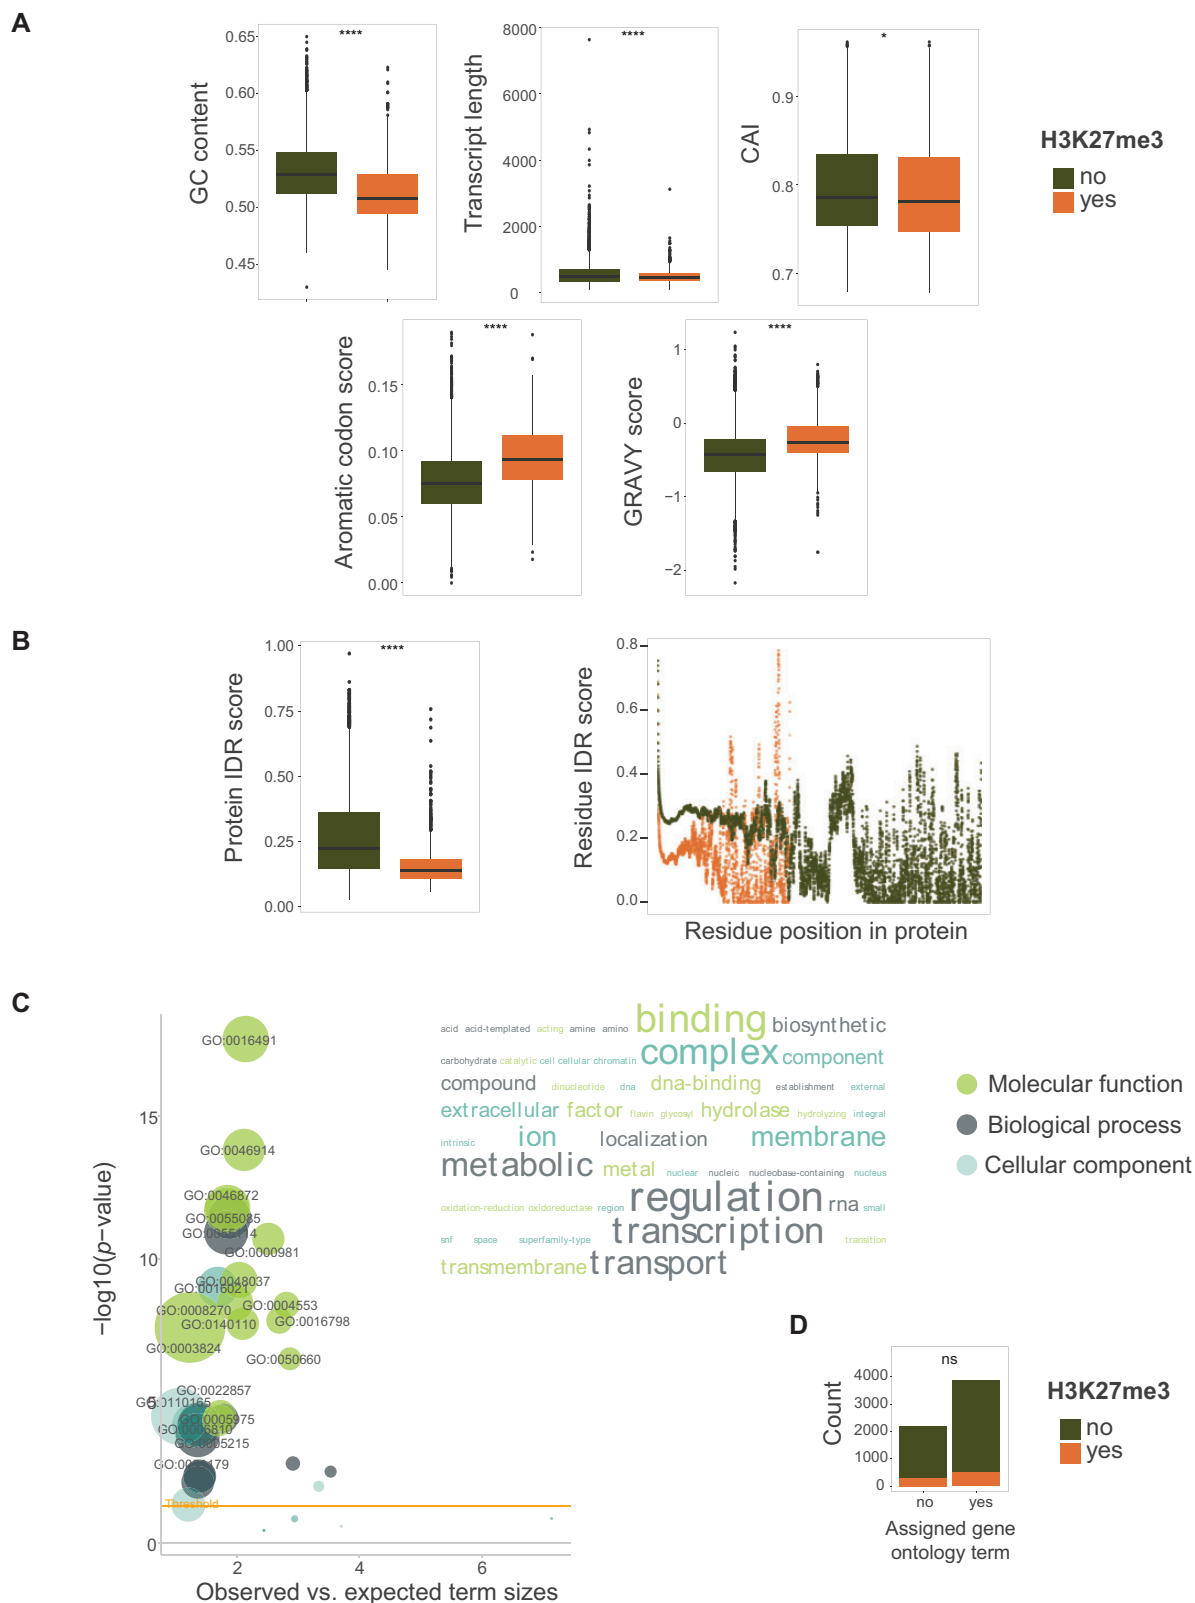 A
GC content
0.65
0.60
0.55
0.50
0.45
****
Transcript length
8000
6000
4000
2000
0
****
CAI
0.9
0.8
0.7
*
H3K27me3
no
yes
Aromatic codon score
0.15
0.10
0.05
0.00
****
GRAVY score
1
0
−1
−2
****
B
Protein IDR score
1.00
0.75
0.50
0.25
0.00
****
Residue IDR score
0.8
0.6
0.4
0.2
0.0
Residue position in protein
C
−log10(p−value)
15
10
5
0
GO:0016491
GO:0046914
GO:0046872
GO:0055085
GO:0055114
GO:0000981
GO:0048037
GO:0016021
GO:0004553
GO:0008270
GO:0140110
GO:0016798
GO:0003824
GO:0050660
GO:0022857
GO:0110165
GO:0005975
GO:0006810
GO:0005215
Threshold
2 4 6
Observed vs. expected term sizes
acid acid-templated acting amine amino binding biosynthetic
carbohydrate catalytic cell cellular chromatin complex component
compound dinucleotide dna dna-binding establishment external
extracellular factor flavin glycosyl hydrolase hydrolyzing integral
intrinsic ion localization membrane
metabolic metal nuclear nucleic nucleobase-containing nucleus
oxidation-reduction oxidoreductase region regulation rna small
snf space superfamily-type transcription transition
transmembrane transport
Molecular function
Biological process
Cellular component
D
Count
4000
3000
2000
1000
0
ns
no yes
Assigned gene
ontology term
H3K27me3
no
yes